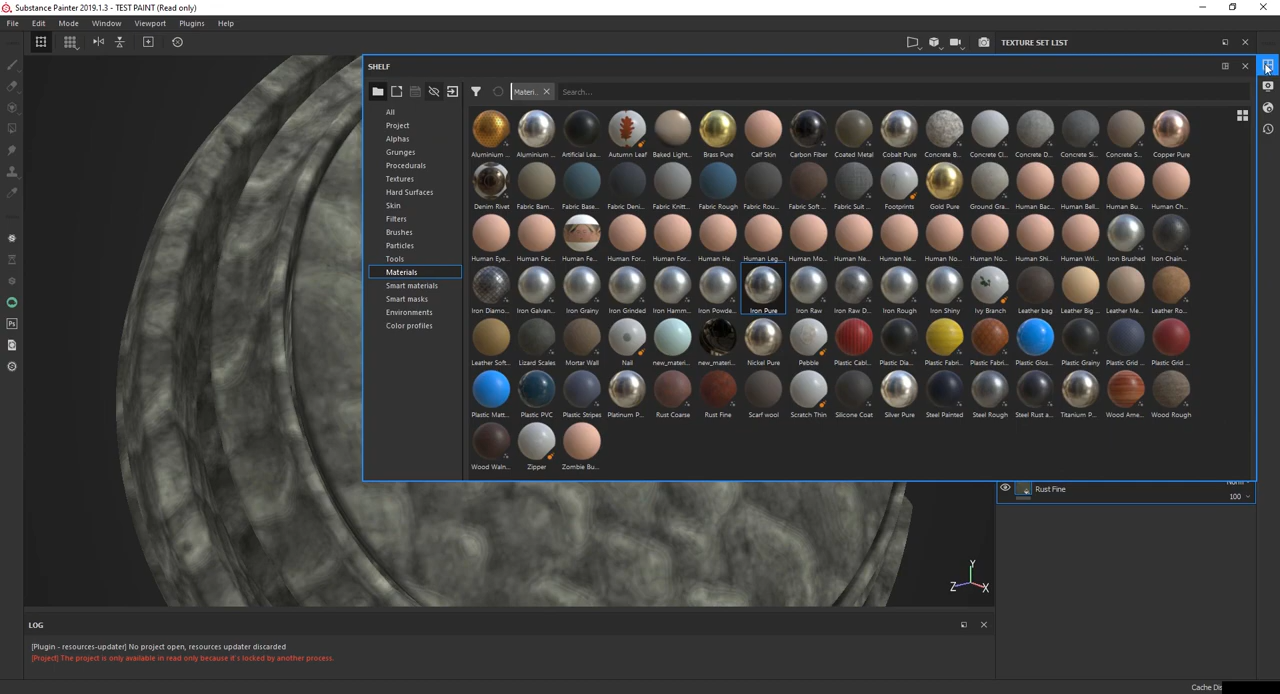 Substance Painter 2019.1.3 - TEST PAINT (Read only)
File Edit Mode Window Viewport Plugins Help
TEXTURE SET LIST
SHELF
Materi.. Search...
All
Project
Alphas
Grunges
Procedurals
Textures
Hard Surfaces
Skin
Filters
Brushes
Particles
Tools
Materials
Smart materials
Smart masks
Environments
Color profiles
Aluminium ... Aluminium ... Artificial Lea... Autumn Leaf Baked Light... Brass Pure Calf Skin Carbon Fiber Coated Metal Cobalt Pure Concrete B... Concrete Cl... Concrete D... Concrete Si... Concrete S... Copper Pure
Denim Rivet Fabric Bam... Fabric Base... Fabric Deni... Fabric Knitt... Fabric Rough Fabric Rou... Fabric Soft ... Fabric Suit ... Footprints Gold Pure Ground Gra... Human Bac... Human Bell... Human Bu... Human Ch...
Human Eye... Human Fac... Human Fe... Human For... Human For... Human He... Human Leg... Human Mo... Human Ne... Human Ne... Human No... Human No... Human Shi... Human Wri... Iron Brushed Iron Chain...
Iron Diamo... Iron Galvan... Iron Grainy Iron Grinded Iron Hamm... Iron Powde... Iron Pure Iron Raw Iron Raw D... Iron Rough Iron Shiny Ivy Branch Leather bag Leather Big ... Leather Me... Leather Ro...
Leather Soft... Lizard Scales Mortar Wall Nail new_materi... new_materi... Nickel Pure Pebble Plastic Cabl... Plastic Dia... Plastic Fabri... Plastic Fabri... Plastic Glos... Plastic Grainy Plastic Grid ... Plastic Grid ...
Plastic Matt... Plastic PVC Plastic Stripes Platinum P... Rust Coarse Rust Fine Scarf wool Scratch Thin Silicone Coat Silver Pure Steel Painted Steel Rough Steel Rust a... Titanium P... Wood Ame... Wood Rough
Wood Waln... Zipper Zombie Bu...
Rust Fine
100
Y
Z X
LOG
[Plugin - resources-updater] No project open, resources updater discarded
[Project] The project is only available in read only because it's locked by another process.
Ps
Cache Dis